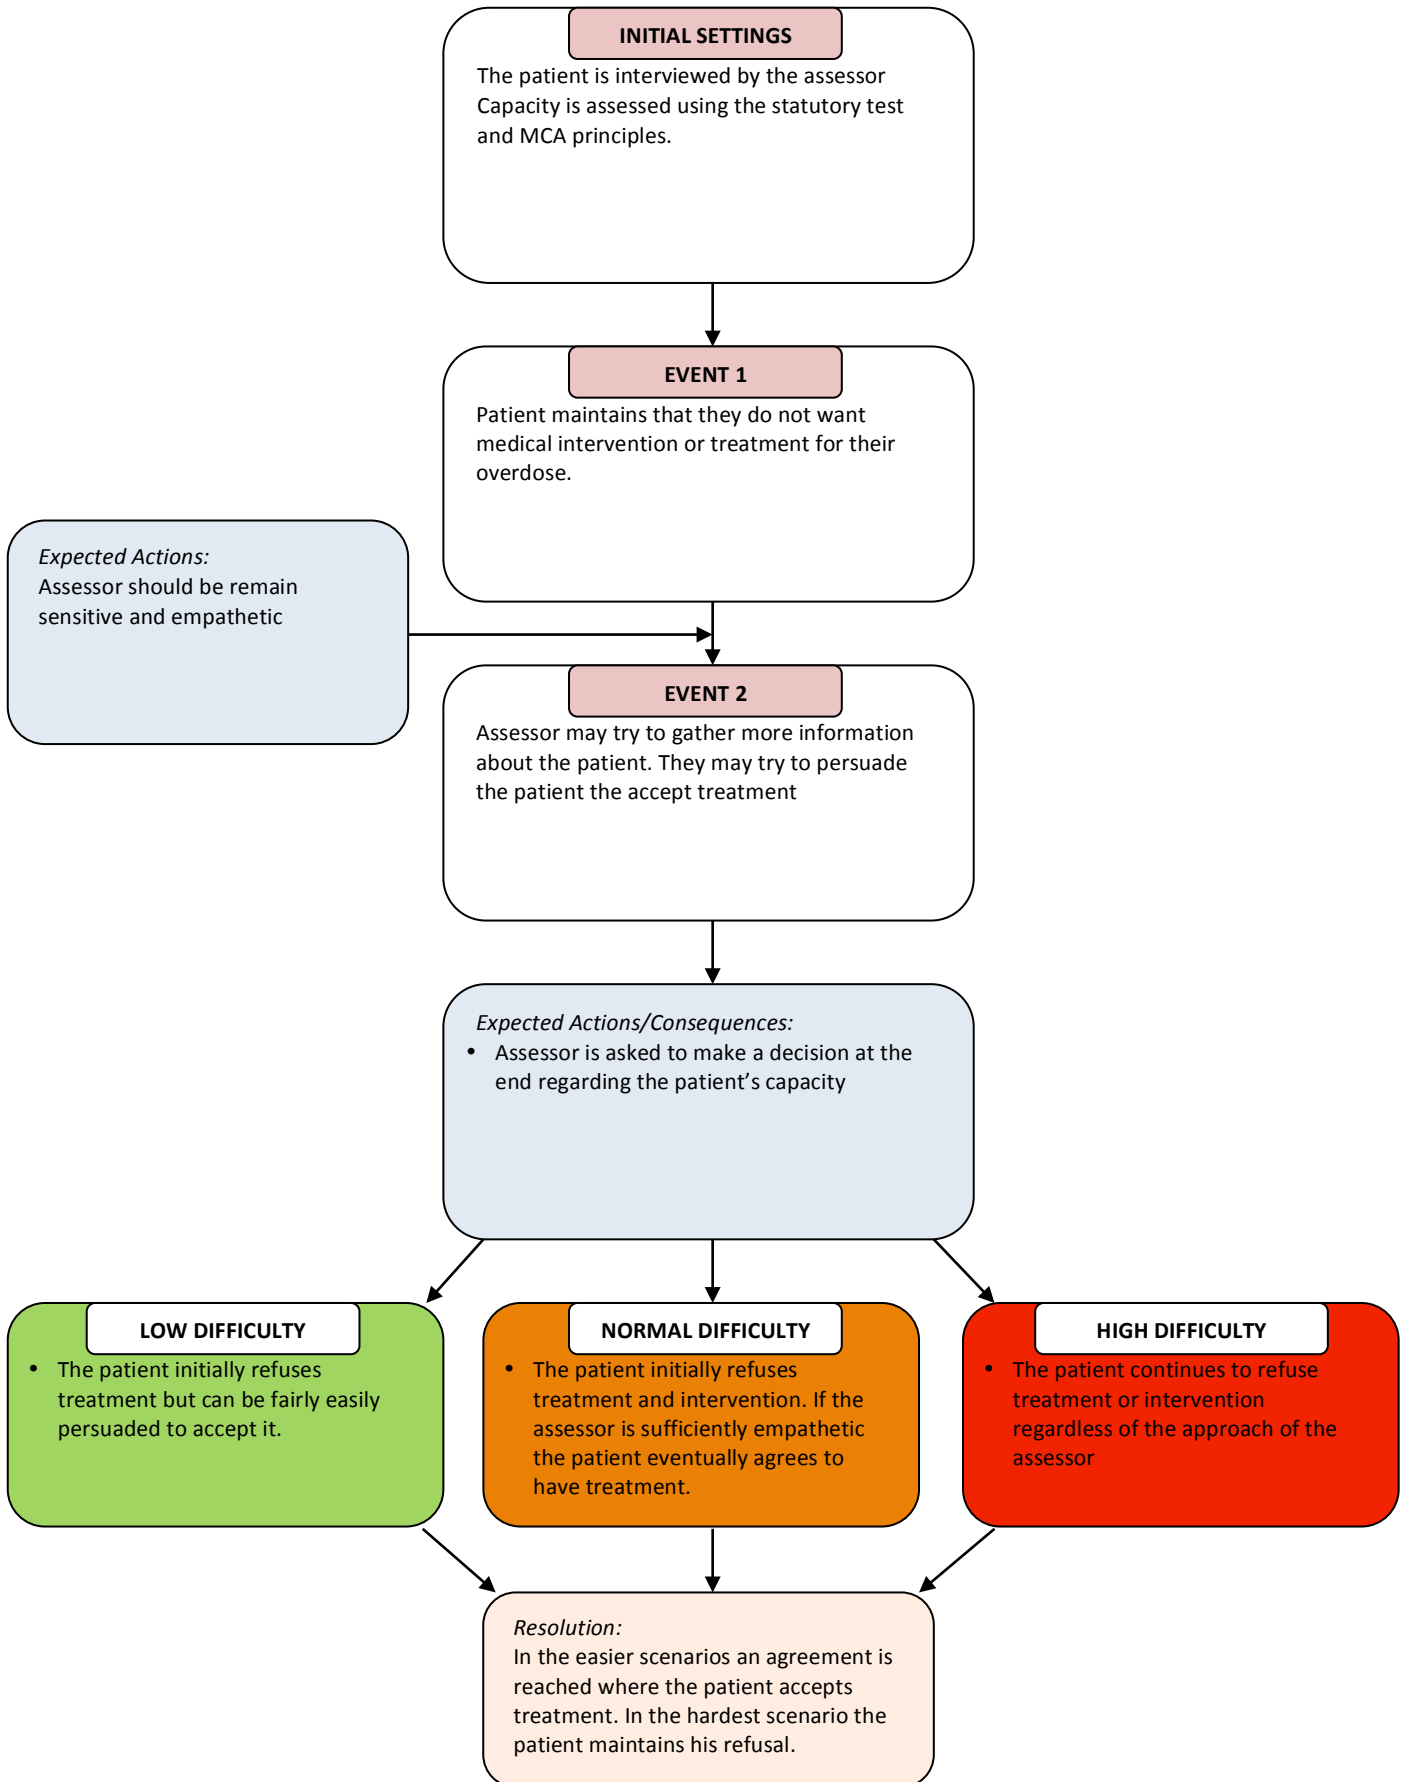 INITIAL SETTINGS
The patient is interviewed by the assessor
Capacity is assessed using the statutory test
and MCA principles.
EVENT 1
Patient maintains that they do not want
medical intervention or treatment for their
overdose.
Expected Actions:
Assessor should be remain
sensitive and empathetic
EVENT 2
Assessor may try to gather more information
about the patient. They may try to persuade
the patient the accept treatment
Expected Actions/Consequences:
• Assessor is asked to make a decision at the
end regarding the patient’s capacity
LOW DIFFICULTY
• The patient initially refuses
treatment but can be fairly easily
persuaded to accept it.
NORMAL DIFFICULTY
• The patient initially refuses
treatment and intervention. If the
assessor is sufficiently empathetic
the patient eventually agrees to
have treatment.
HIGH DIFFICULTY
• The patient continues to refuse
treatment or intervention
regardless of the approach of the
assessor
Resolution:
In the easier scenarios an agreement is
reached where the patient accepts
treatment. In the hardest scenario the
patient maintains his refusal.